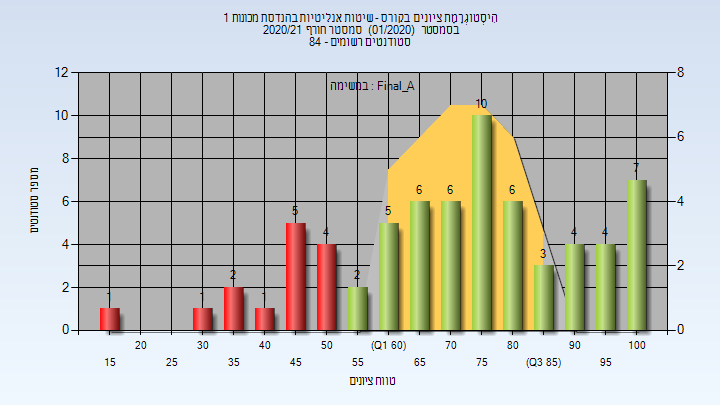 היסטוגרמת ציונים בקורס - שיטות אנליטיות בהנדסת מכונות 1
בסמסטר (01/2020) סמסטר חורף 2020/21
סטודנטים רשומים - 84
במשימה : Final_A
12 10 8 6 4 2 0
8 6 4 2 0
מספר סטודנטים
1 1 2 1 5 4 2 5 6 6 10 6 3 4 4 7
20 30 40 50 (Q1 60) 70 80 90 100
15 25 35 45 55 65 75 (Q3 85) 95
טווח ציונים